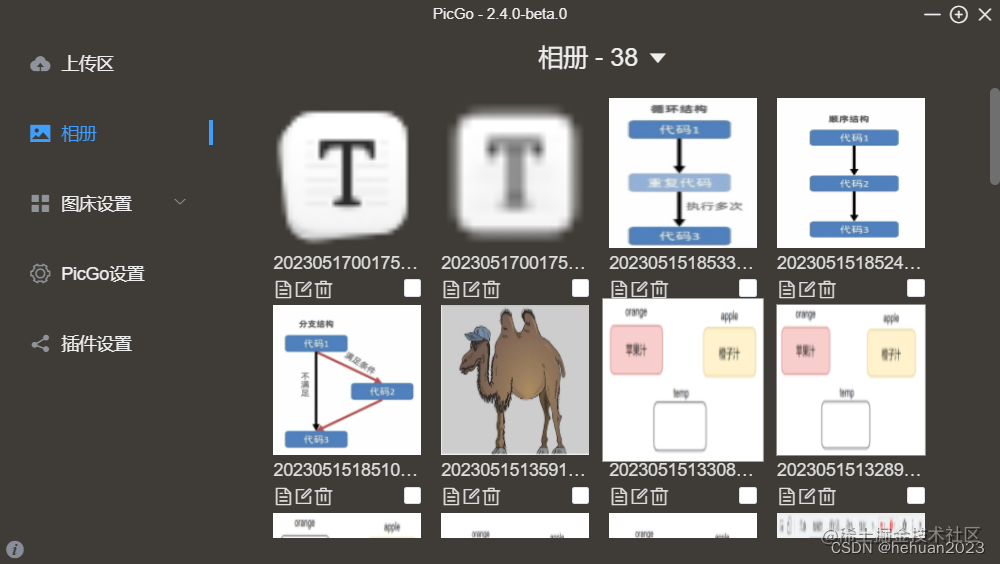 PicGo - 2.4.0-beta.0
上传区
相册
图床设置
PicGo设置
插件设置
相册 - 38
T
T
循环结构
代码1
重复代码
执行多次
代码3
顺序结构
代码1
代码2
代码3
2023051700175...
2023051700175...
2023051518533...
2023051518524...
分支结构
代码1
满足条件
不满足
代码2
代码3
orange
apple
苹果汁
橙子汁
temp
orange
apple
苹果汁
橙子汁
temp
2023051518510...
2023051513591...
2023051513308...
2023051513289...
orange
apple
@稀土掘金技术社区
CSDN @hehuan2023